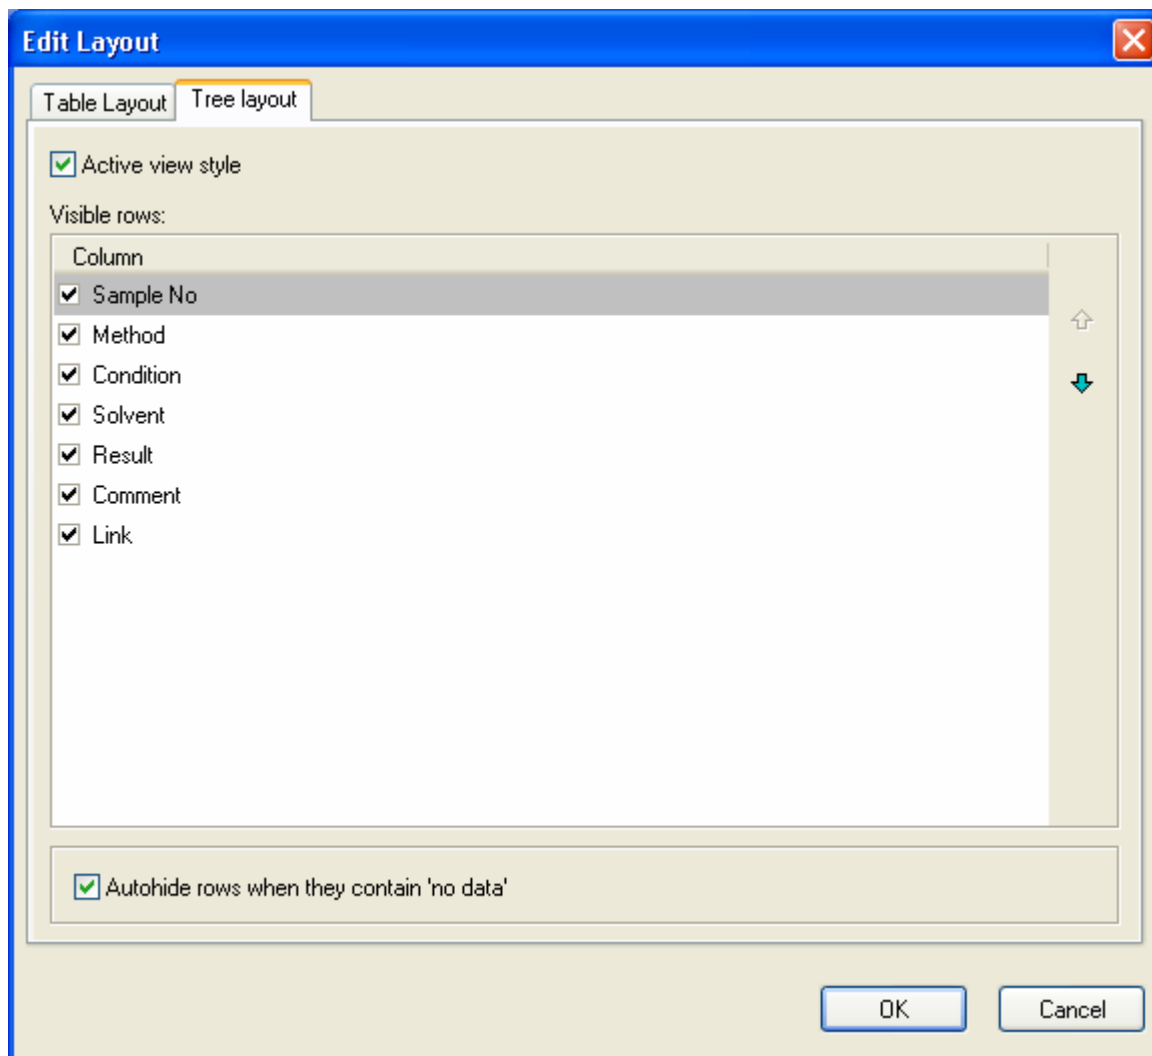 Edit Layout
Table Layout
Tree layout
Active view style
Visible rows:
Column
Sample No
Method
Condition
Solvent
Result
Comment
Link
Autohide rows when they contain 'no data'
OK
Cancel